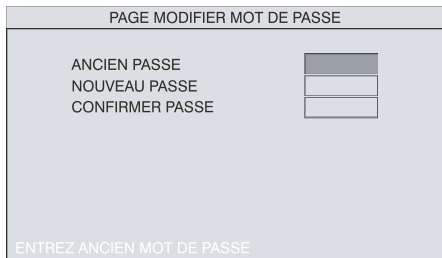 PAGE MODIFIER MOT DE PASSE
ANCIEN PASSE
NOUVEAU PASSE
CONFIRMER PASSE
ENTREZ ANCIEN MOT DE PASSE